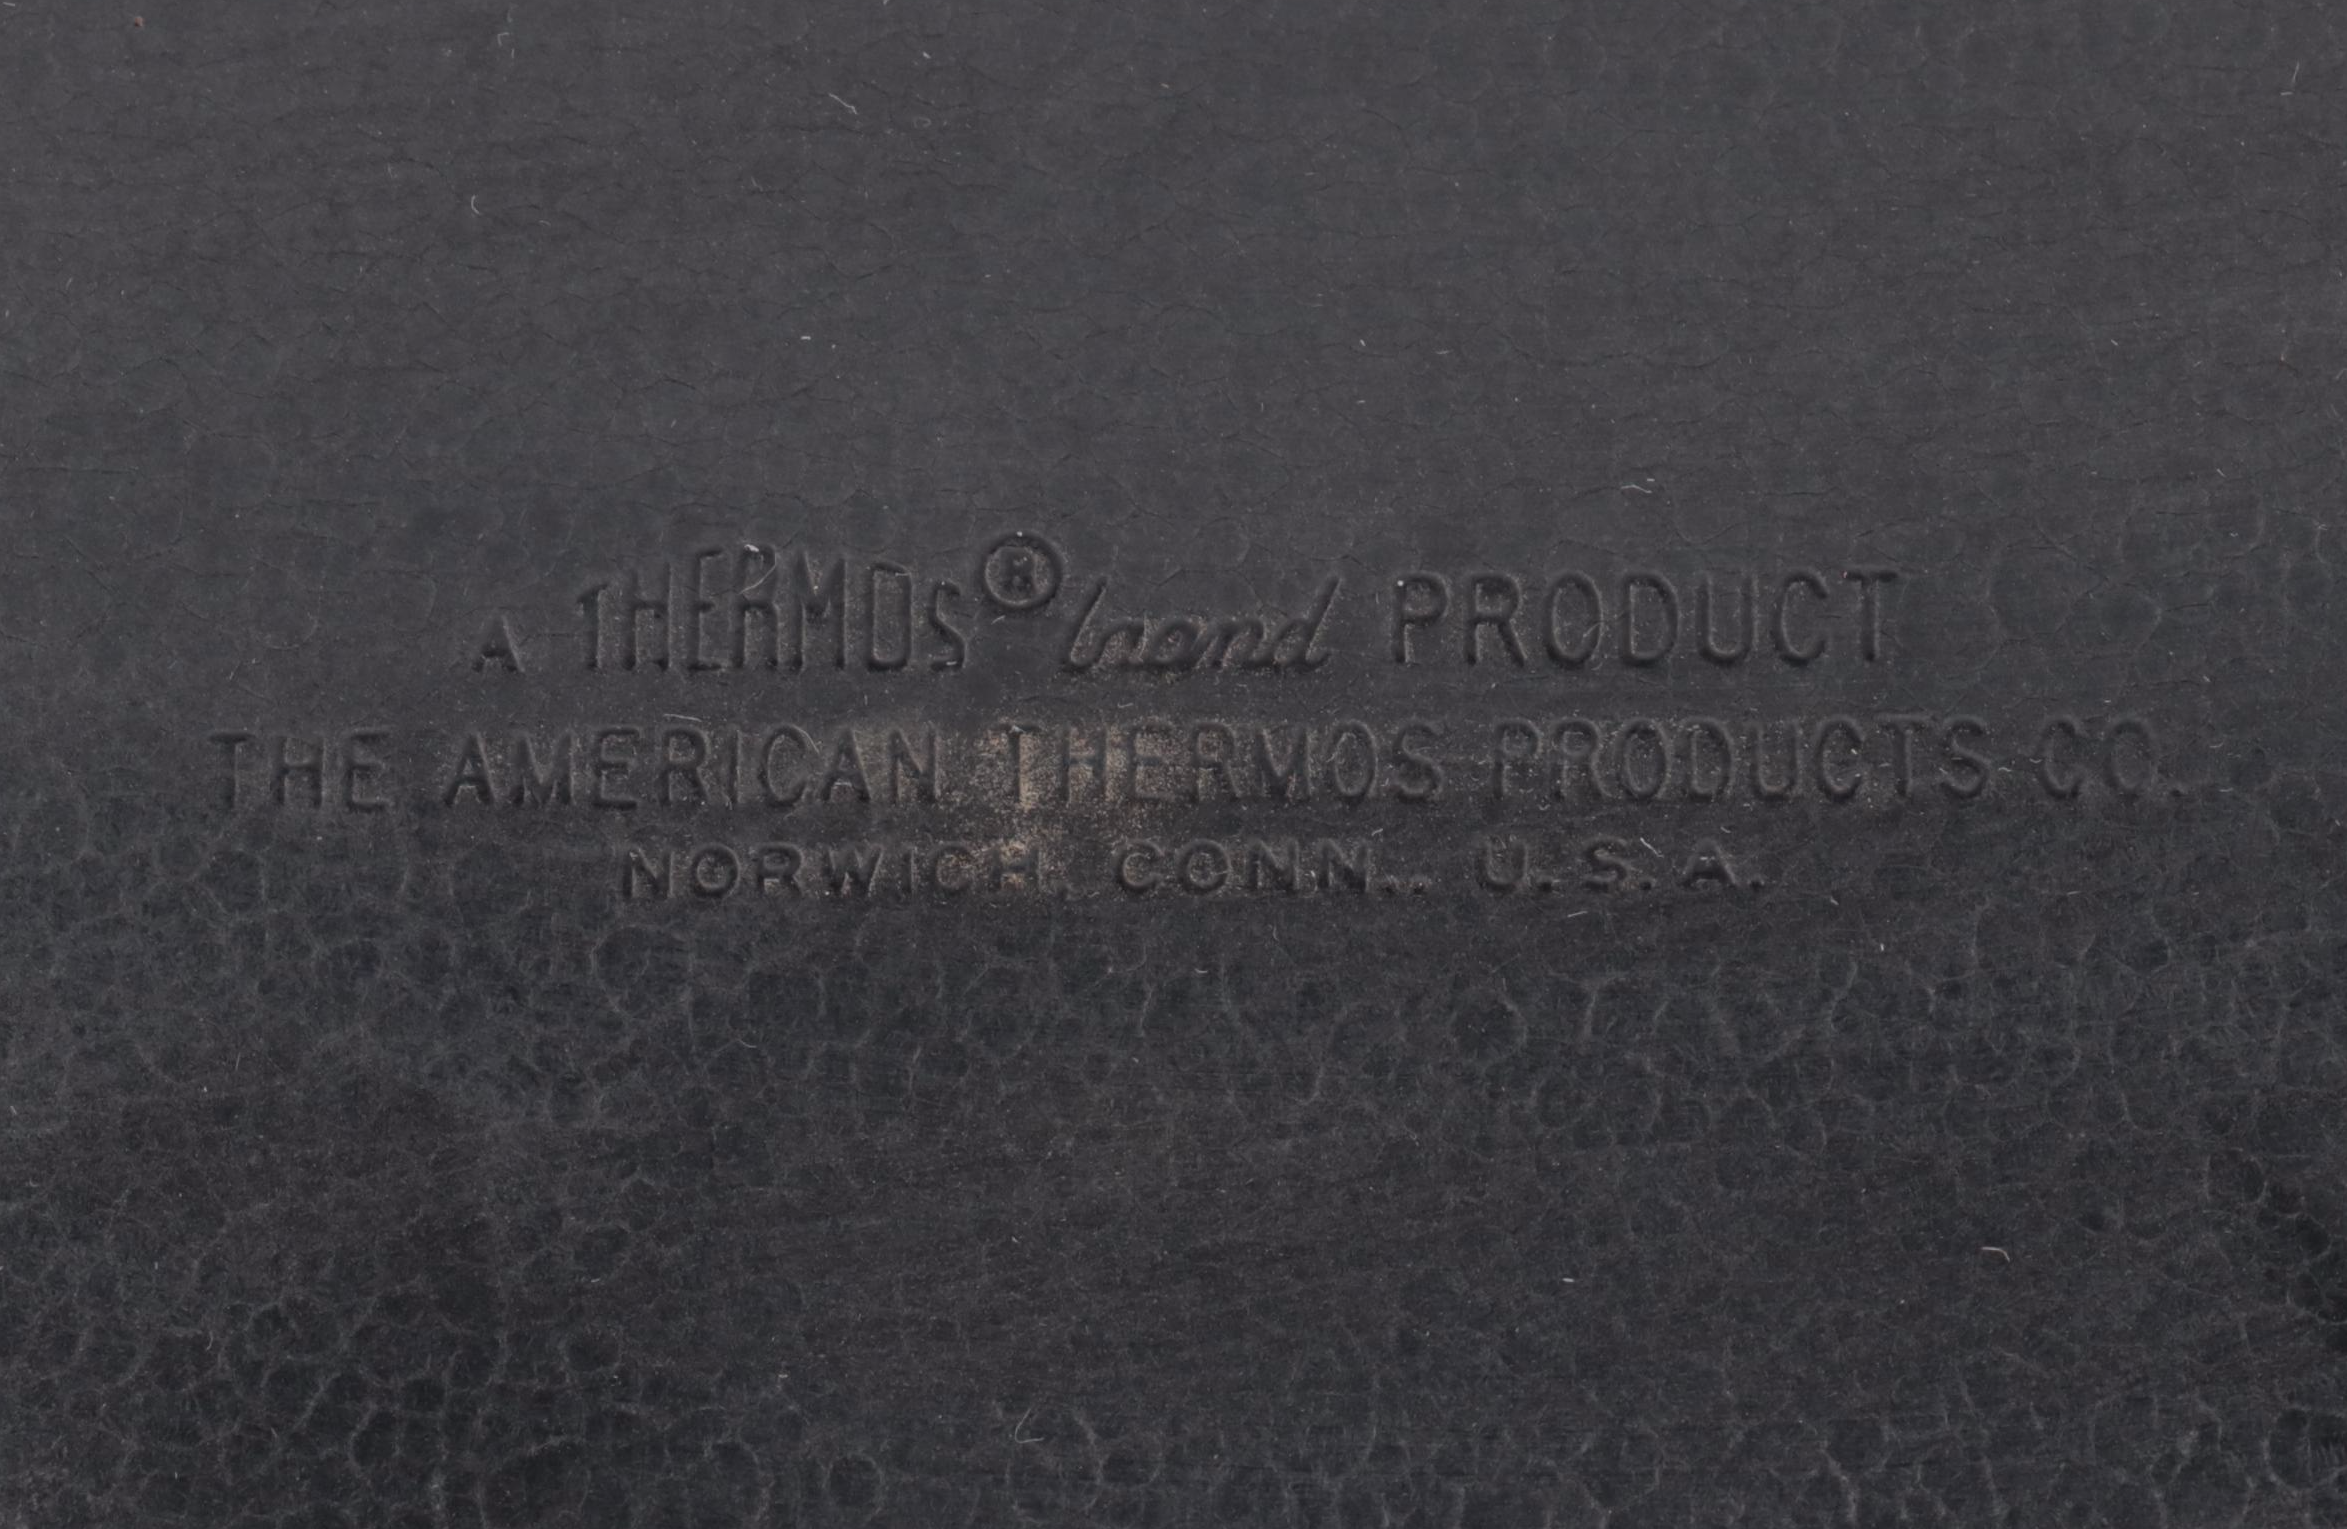 A THERMOS® brand PRODUCT
THE AMERICAN THERMOS PRODUCTS CO.
NORWICH, CONN., U.S.A.